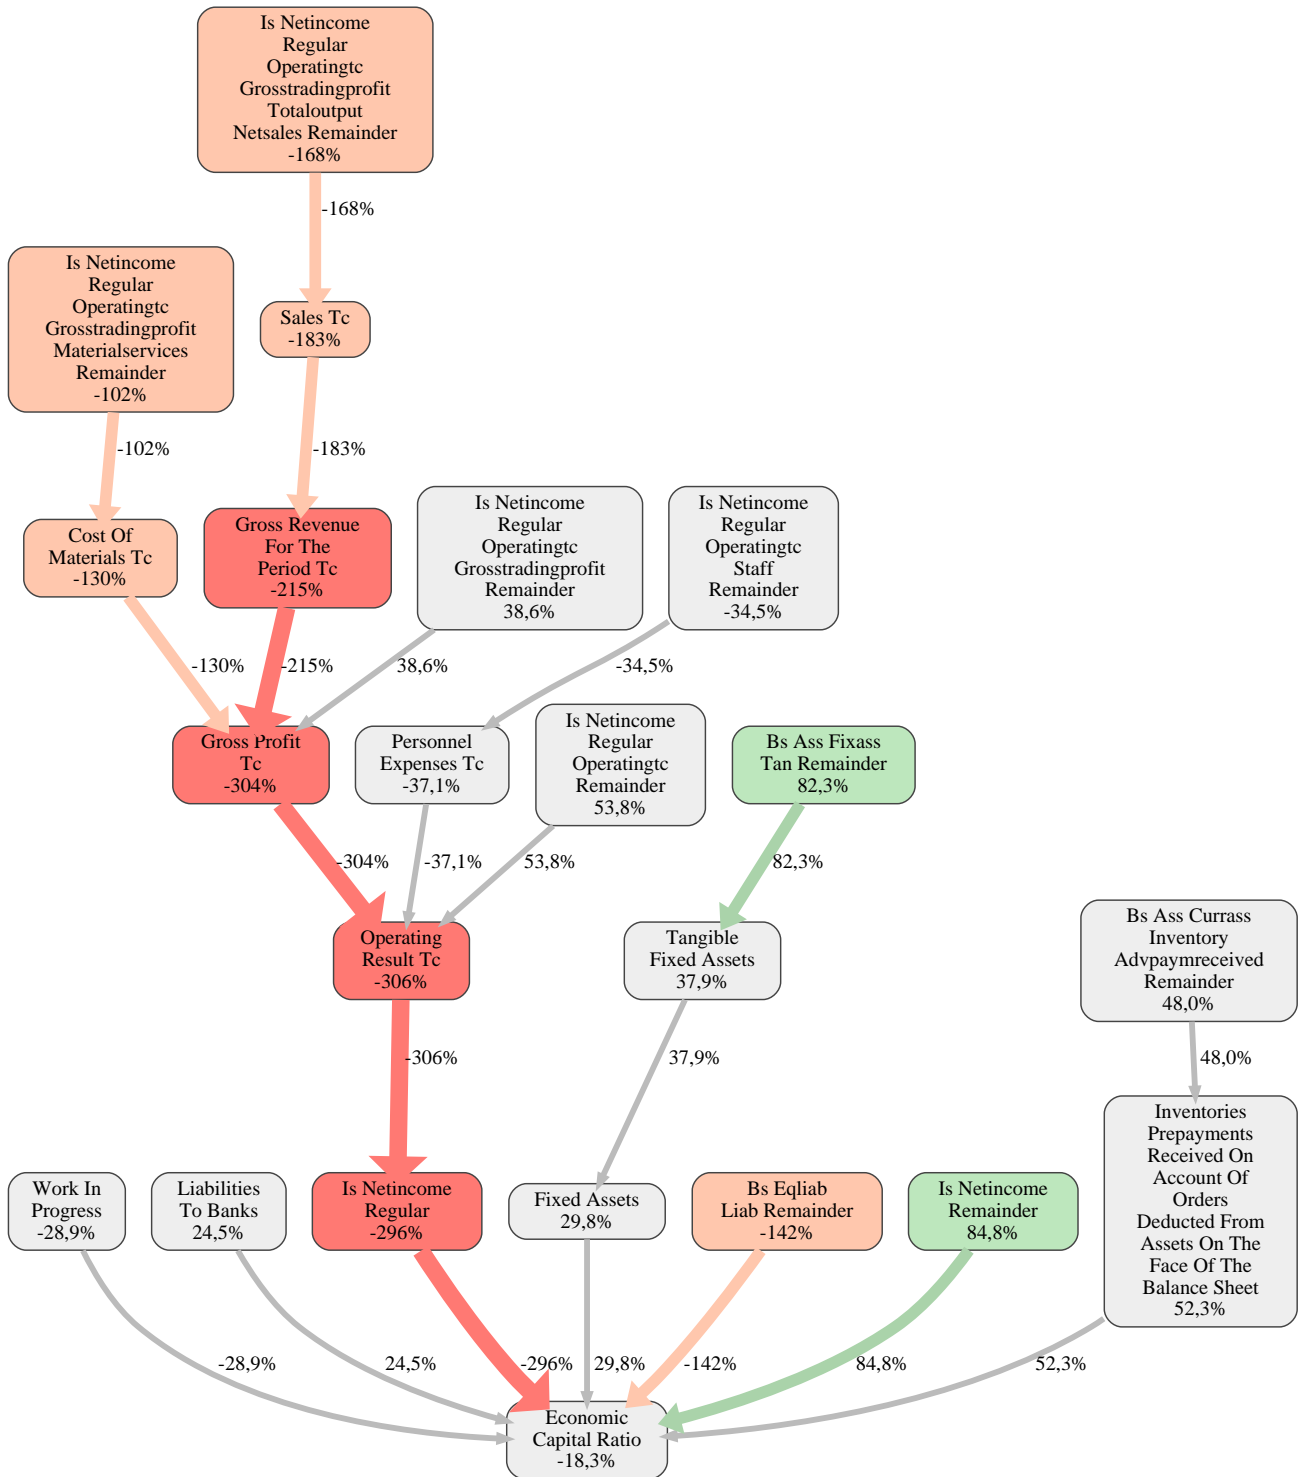 Is Netincome
Regular
Operatingtc
Grosstradingprofit
Totaloutput
Netsales Remainder
-168%
-168%
Is Netincome
Regular
Operatingtc
Grosstradingprofit
Materialservices
Remainder
-102%
Sales Tc
-183%
-102%
-183%
Cost Of
Materials Tc
-130%
Gross Revenue
For The
Period Tc
-215%
Is Netincome
Regular
Operatingtc
Grosstradingprofit
Remainder
38,6%
Is Netincome
Regular
Operatingtc
Staff
Remainder
-34,5%
-130%
-215%
38,6%
-34,5%
Gross Profit
Tc
-304%
Personnel
Expenses Tc
-37,1%
Is Netincome
Regular
Operatingtc
Remainder
53,8%
Bs Ass Fixass
Tan Remainder
82,3%
-304%
-37,1%
53,8%
82,3%
Operating
Result Tc
-306%
Tangible
Fixed Assets
37,9%
Bs Ass Currass
Inventory
Advpaymreceived
Remainder
48,0%
-306%
37,9%
48,0%
Work In
Progress
-28,9%
Liabilities
To Banks
24,5%
Is Netincome
Regular
-296%
Fixed Assets
29,8%
Bs Eqliab
Liab Remainder
-142%
Is Netincome
Remainder
84,8%
Inventories
Prepayments
Received On
Account Of
Orders
Deducted From
Assets On The
Face Of The
Balance Sheet
52,3%
-28,9%
24,5%
-296%
29,8%
-142%
84,8%
52,3%
Economic
Capital Ratio
-18,3%